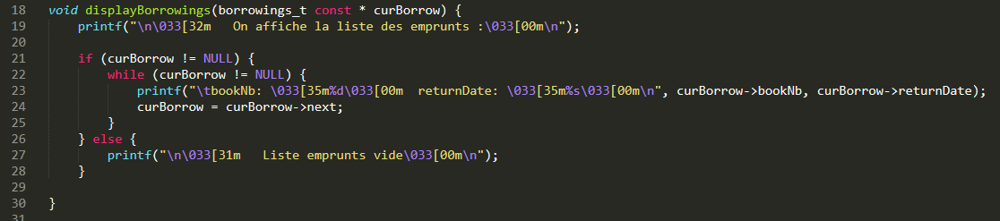 18 void displayBorrowings(borrowings_t const * curBorrow) {
19     printf("\n\033[32m   On affiche la liste des emprunts :\033[00m\n");
20
21     if (curBorrow != NULL) {
22         while (curBorrow != NULL) {
23             printf("\tbookNb: \033[35m%d\033[00m  returnDate: \033[35m%s\033[00m\n", curBorrow->bookNb, curBorrow->returnDate);
24             curBorrow = curBorrow->next;
25         }
26     } else {
27         printf("\n\033[31m   Liste emprunts vide\033[00m\n");
28     }
29
30 }
31